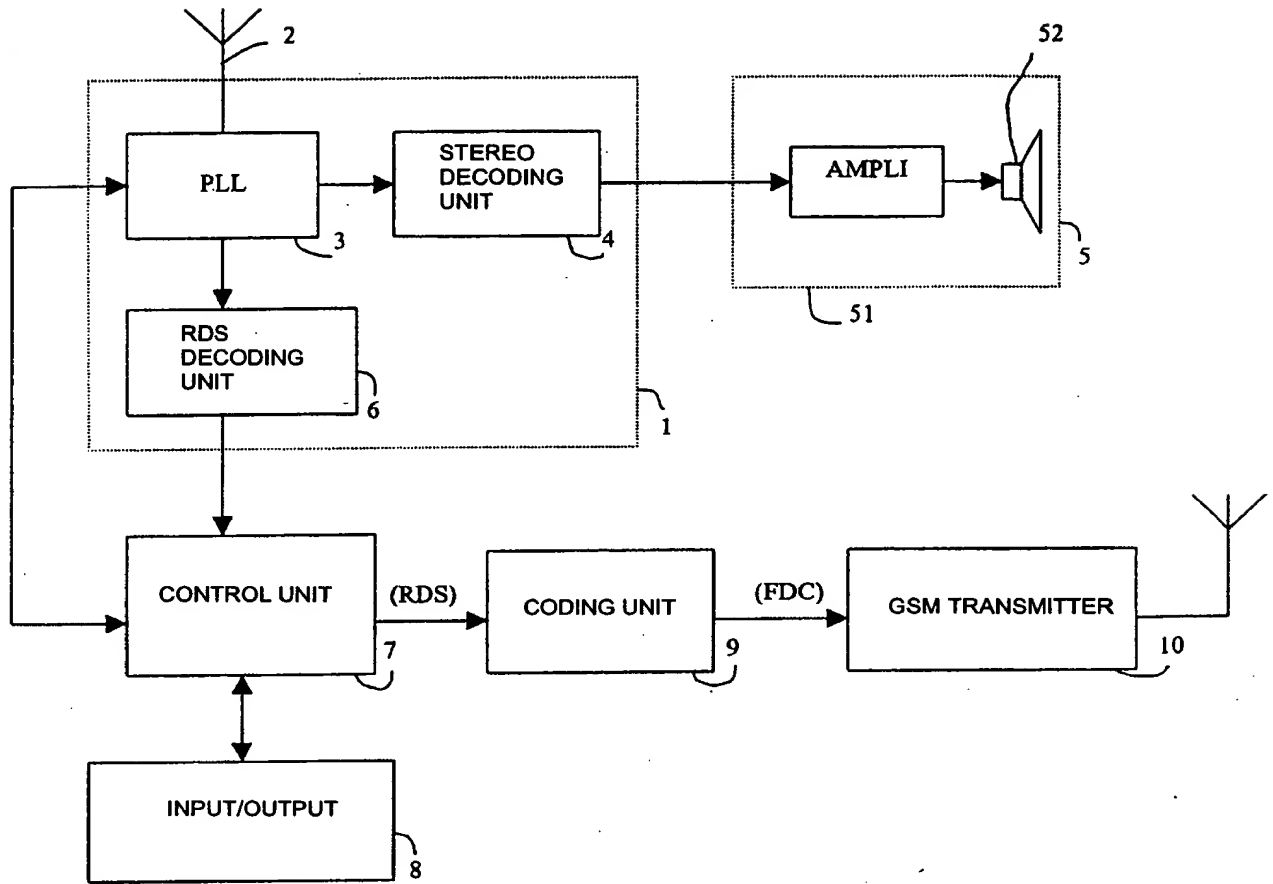 2
52
PLL
3
STEREO
DECODING
UNIT
4
AMPLI
5
51
RDS
DECODING
UNIT
6
1
CONTROL UNIT
7
(RDS)
CODING UNIT
9
(FDC)
GSM TRANSMITTER
10
INPUT/OUTPUT
8